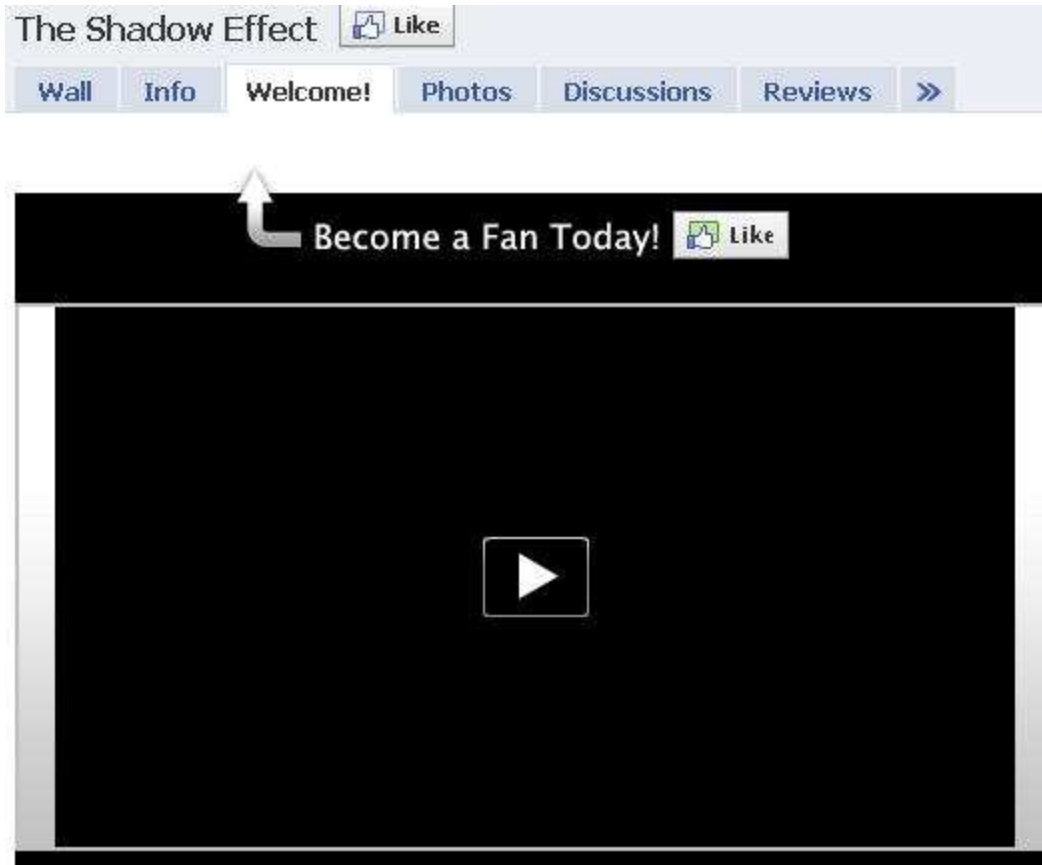 The Shadow Effect Like
Wall Info Welcome! Photos Discussions Reviews »
Become a Fan Today! Like